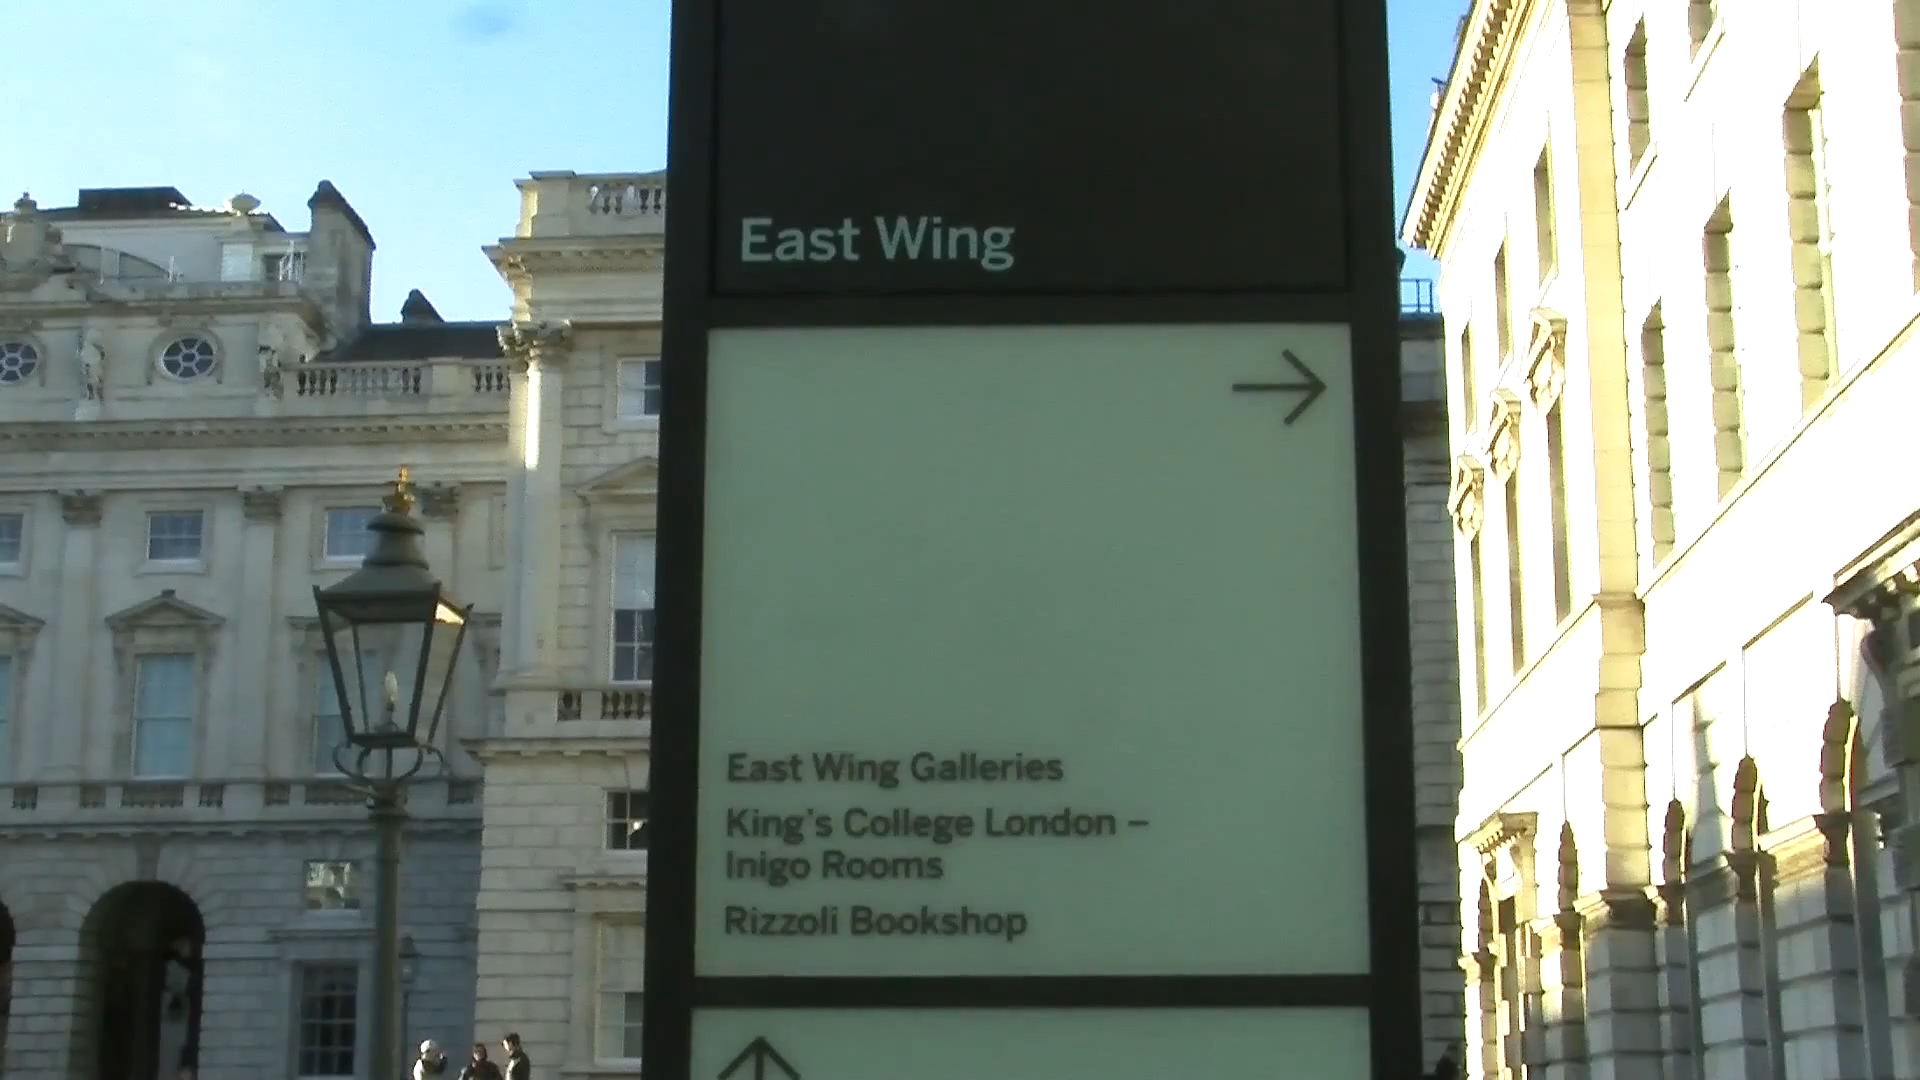 East Wing
East Wing Galleries
King's College London –
Inigo Rooms
Rizzoli Bookshop